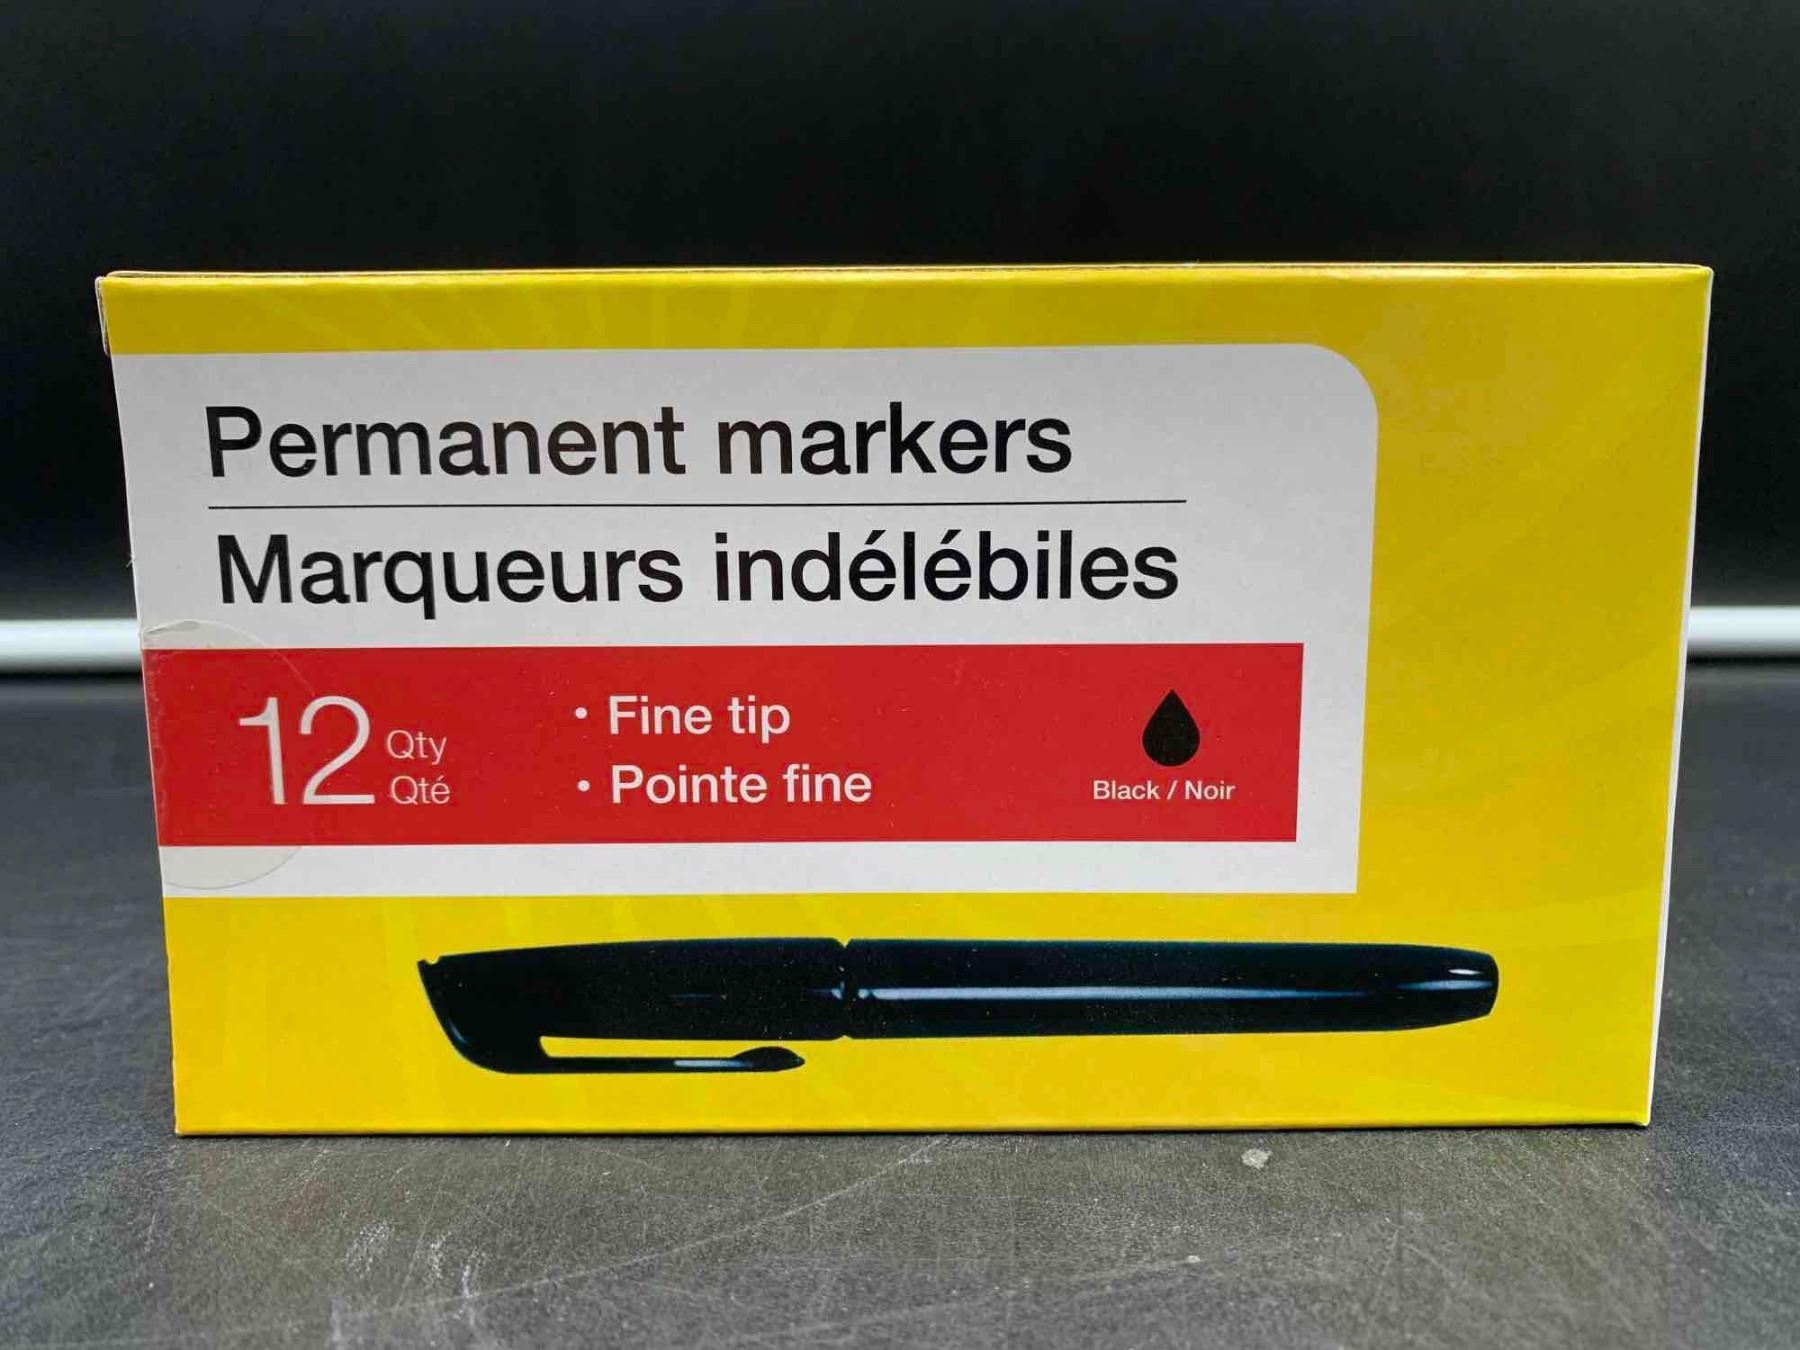 Permanent markers
Marqueurs indélébiles
12 Qty
Qté
• Fine tip
• Pointe fine
Black / Noir